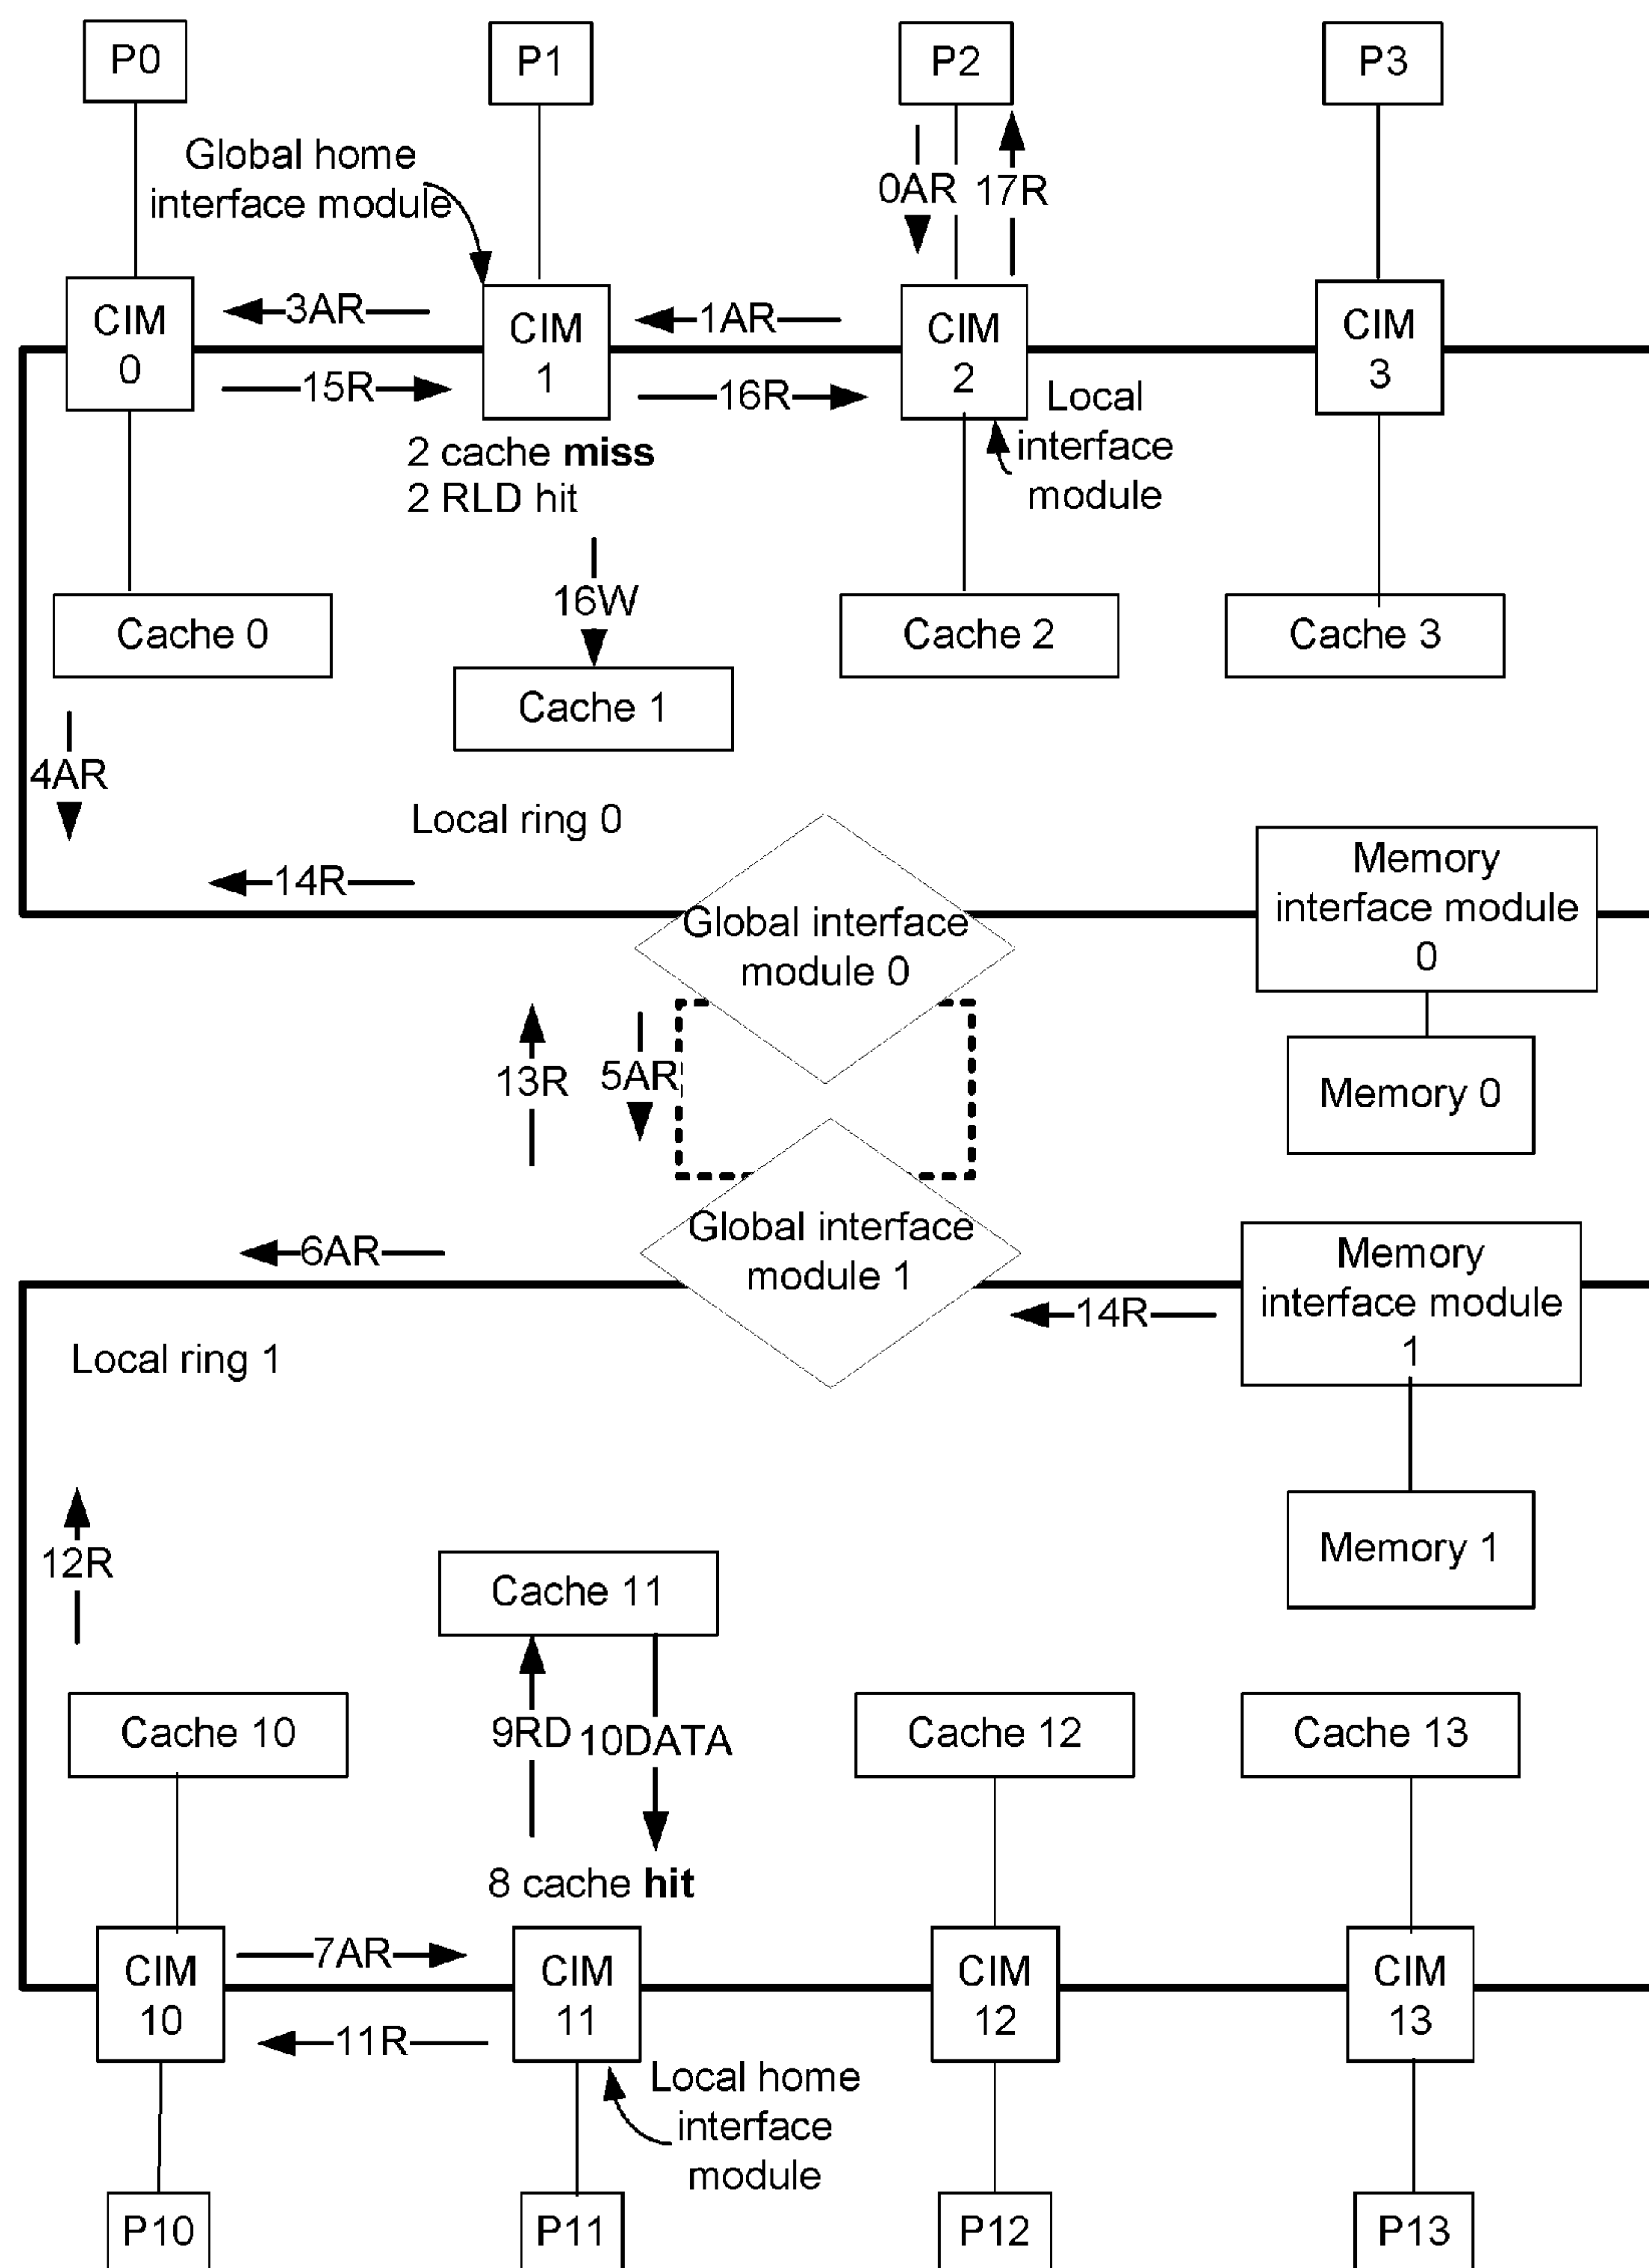 P0
P1
P2
P3
Global home
interface module
0AR
17R
CIM
0
3AR
CIM
1
1AR
CIM
2
CIM
3
15R
16R
Local
interface
module
2 cache miss
2 RLD hit
16W
Cache 0
Cache 1
Cache 2
Cache 3
4AR
Local ring 0
14R
Global interface
module 0
Memory
interface module
0
13R
5AR
Memory 0
6AR
Global interface
module 1
Memory
interface module
1
14R
Local ring 1
12R
Cache 11
Memory 1
Cache 10
9RD
10DATA
Cache 12
Cache 13
8 cache hit
CIM
10
7AR
CIM
11
CIM
12
CIM
13
11R
Local home
interface
module
P10
P11
P12
P13